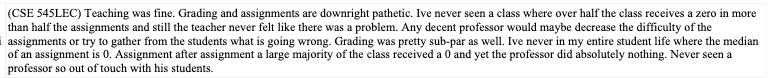 (CSE 545LEC) Teaching was fine. Grading and assignments are downright pathetic. Ive never seen a class where over half the class receives a zero in more
than half the assignments and still the teacher never felt like there was a problem. Any decent professor would maybe decrease the difficulty of the
assignments or try to gather from the students what is going wrong. Grading was pretty sub-par as well. Ive never in my entire student life where the median
of an assignment is 0. Assignment after assignment a large majority of the class received a 0 and yet the professor did absolutely nothing. Never seen a
professor so out of touch with his students.